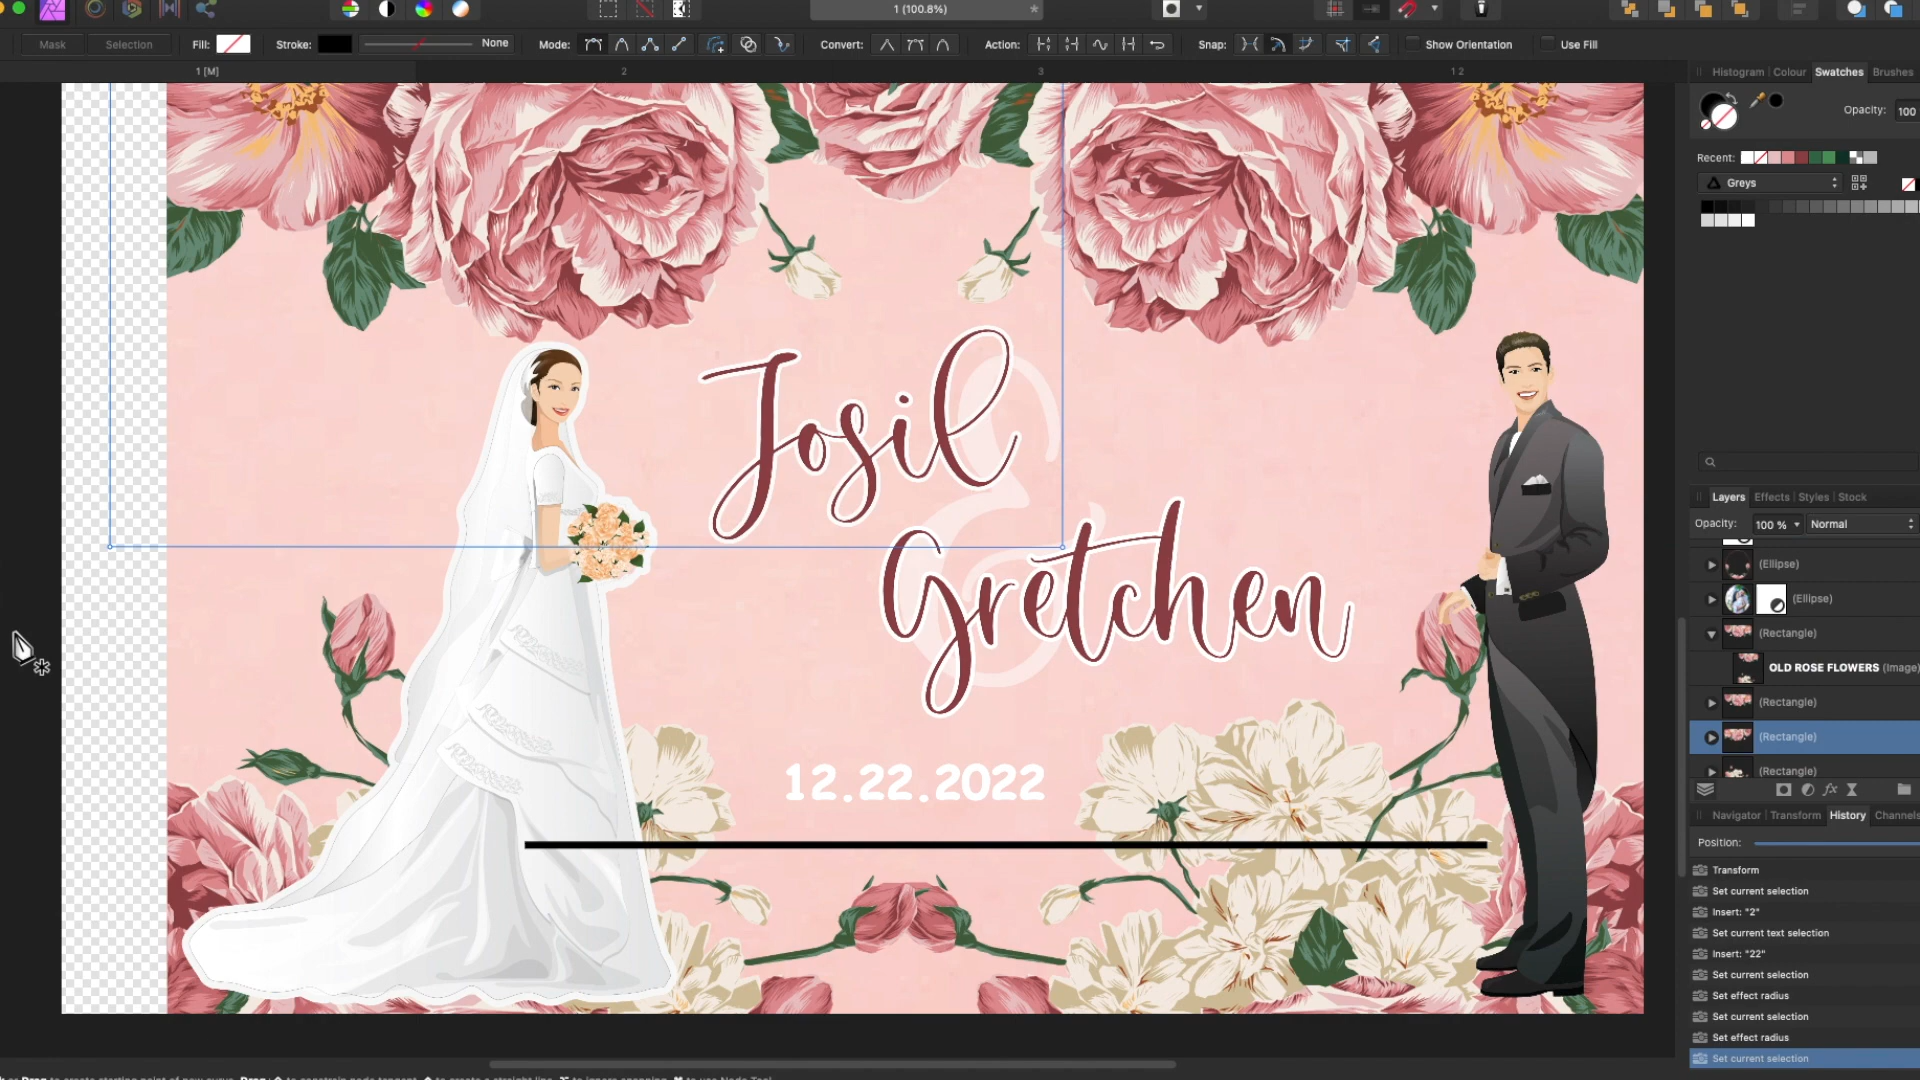 1 (100.8%)
Mask
Selection
Fill:
Stroke:
None
Mode:
Convert:
Action:
Snap:
Show Orientation
Use Fill
1 [M]
2
3
1 2
Histogram
Colour
Swatches
Brushes
Opacity:
100
Recent:
Greys
Josil
&
Gretchen
12.22.2022
Layers
Effects
Styles
Stock
Opacity:
100 %
Normal
(Ellipse)
(Ellipse)
(Rectangle)
OLD ROSE FLOWERS (Image)
(Rectangle)
(Rectangle)
(Rectangle)
Navigator
Transform
History
Channels
Position:
Transform
Set current selection
Insert: "2"
Set current text selection
Insert: "22"
Set current selection
Set effect radius
Set current selection
Set effect radius
Set current selection